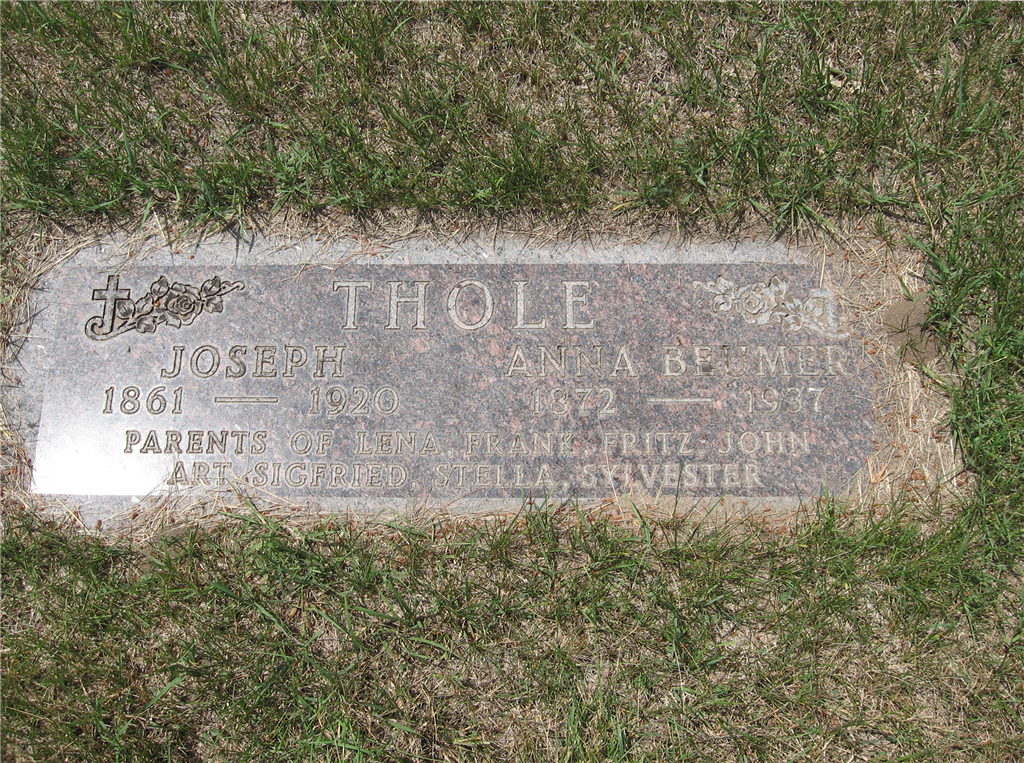 THOLE
JOSEPH ANNA BEUMER
1861 — 1920 1872 — 1937
PARENTS OF LENA, FRANK, FRITZ, JOHN
ART, SIGFRIED, STELLA, SYLVESTER